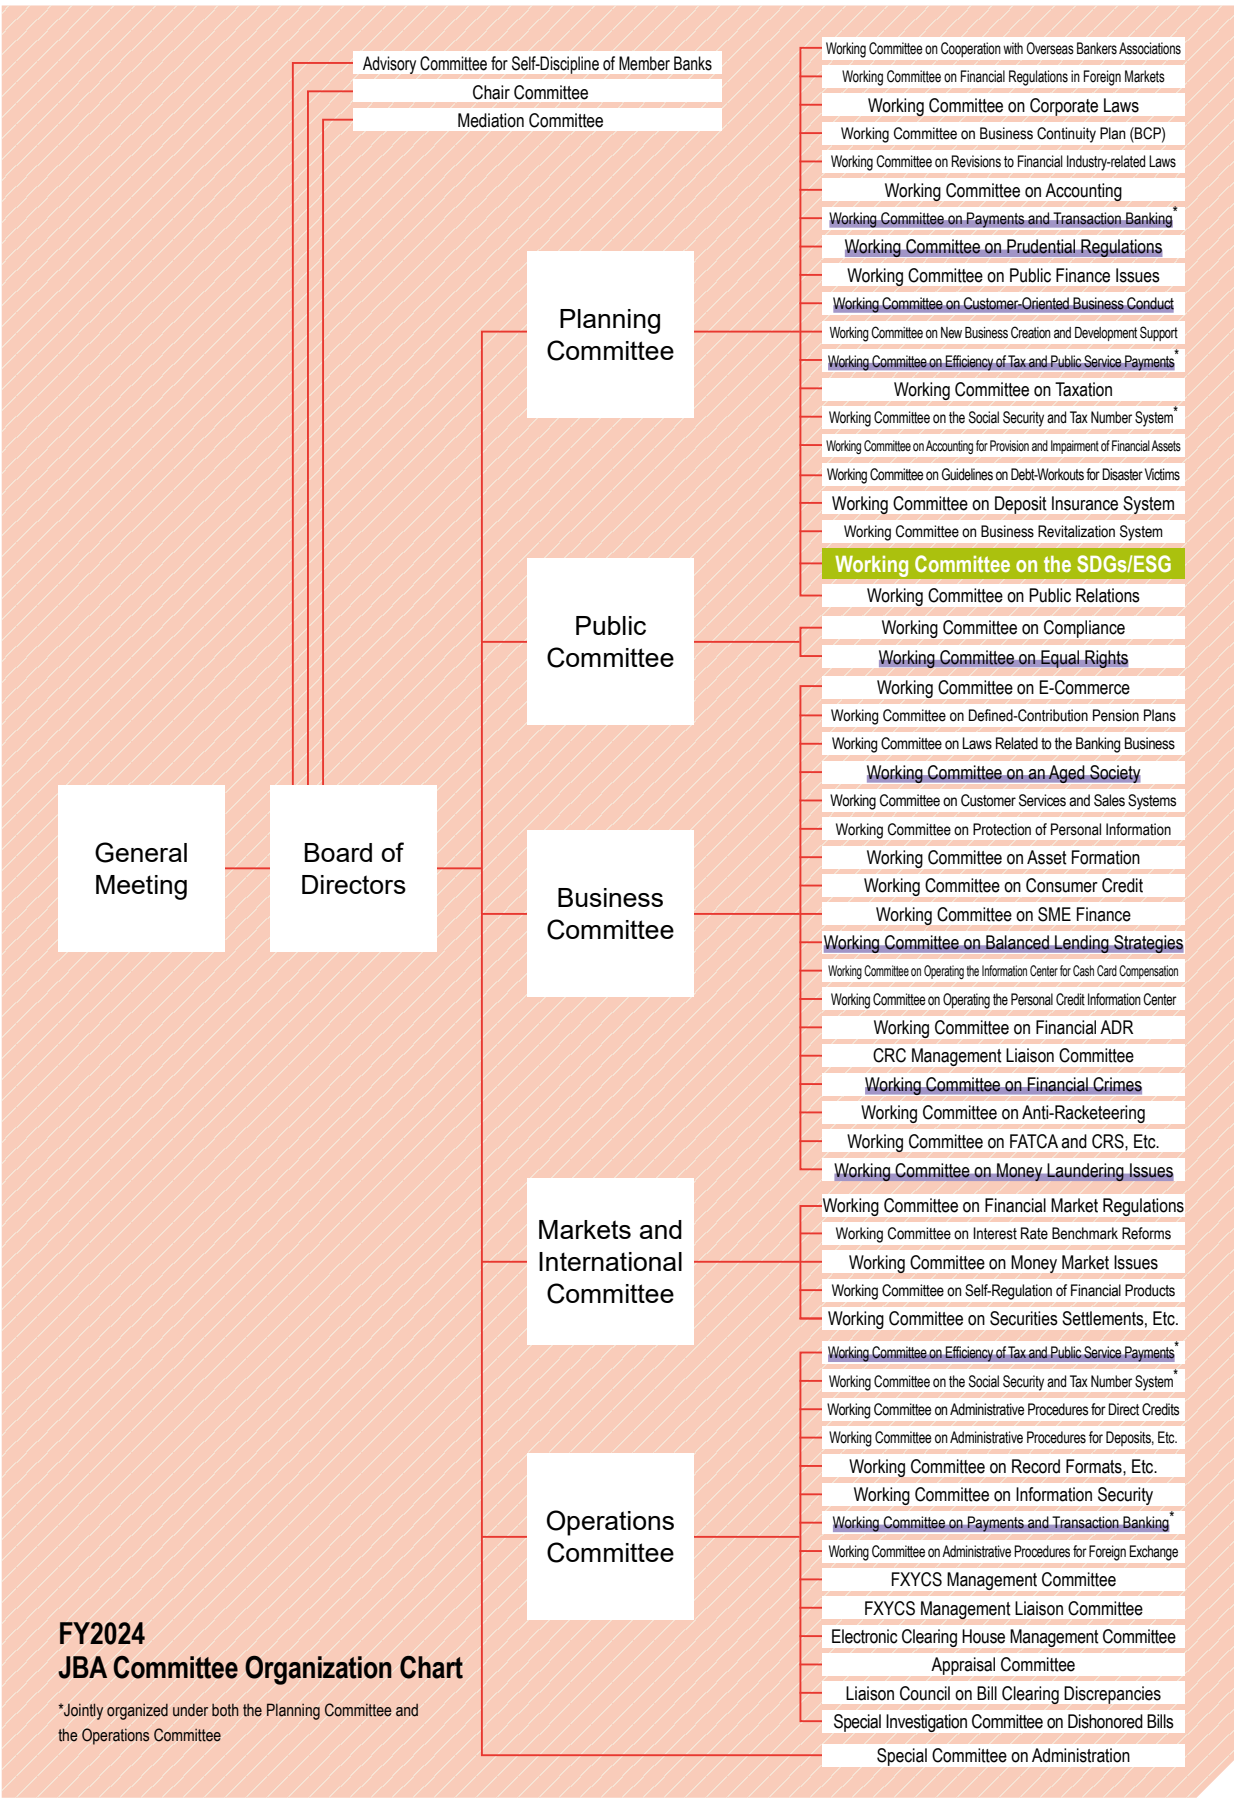 Advisory Committee for Self-Discipline of Member Banks
Chair Committee
Mediation Committee
General
Meeting
Board of
Directors
Planning
Committee
Working Committee on Cooperation with Overseas Bankers Associations
Working Committee on Financial Regulations in Foreign Markets
Working Committee on Corporate Laws
Working Committee on Business Continuity Plan (BCP)
Working Committee on Revisions to Financial Industry-related Laws
Working Committee on Accounting
Working Committee on Payments and Transaction Banking*
Working Committee on Prudential Regulations
Working Committee on Public Finance Issues
Working Committee on Customer-Oriented Business Conduct
Working Committee on New Business Creation and Development Support
Working Committee on Efficiency of Tax and Public Service Payments*
Working Committee on Taxation
Working Committee on the Social Security and Tax Number System*
Working Committee on Accounting for Provision and Impairment of Financial Assets
Working Committee on Guidelines on Debt-Workouts for Disaster Victims
Working Committee on Deposit Insurance System
Working Committee on Business Revitalization System
Working Committee on the SDGs/ESG
Working Committee on Public Relations
Public
Committee
Working Committee on Compliance
Working Committee on Equal Rights
Business
Committee
Working Committee on E-Commerce
Working Committee on Defined-Contribution Pension Plans
Working Committee on Laws Related to the Banking Business
Working Committee on an Aged Society
Working Committee on Customer Services and Sales Systems
Working Committee on Protection of Personal Information
Working Committee on Asset Formation
Working Committee on Consumer Credit
Working Committee on SME Finance
Working Committee on Balanced Lending Strategies
Working Committee on Operating the Information Center for Cash Card Compensation
Working Committee on Operating the Personal Credit Information Center
Working Committee on Financial ADR
CRC Management Liaison Committee
Working Committee on Financial Crimes
Working Committee on Anti-Racketeering
Working Committee on FATCA and CRS, Etc.
Working Committee on Money Laundering Issues
Markets and
International
Committee
Working Committee on Financial Market Regulations
Working Committee on Interest Rate Benchmark Reforms
Working Committee on Money Market Issues
Working Committee on Self-Regulation of Financial Products
Working Committee on Securities Settlements, Etc.
Operations
Committee
Working Committee on Efficiency of Tax and Public Service Payments*
Working Committee on the Social Security and Tax Number System*
Working Committee on Administrative Procedures for Direct Credits
Working Committee on Administrative Procedures for Deposits, Etc.
Working Committee on Record Formats, Etc.
Working Committee on Information Security
Working Committee on Payments and Transaction Banking*
Working Committee on Administrative Procedures for Foreign Exchange
FXYCS Management Committee
FXYCS Management Liaison Committee
Electronic Clearing House Management Committee
Appraisal Committee
Liaison Council on Bill Clearing Discrepancies
Special Investigation Committee on Dishonored Bills
Special Committee on Administration
FY2024
JBA Committee Organization Chart
*Jointly organized under both the Planning Committee and
the Operations Committee